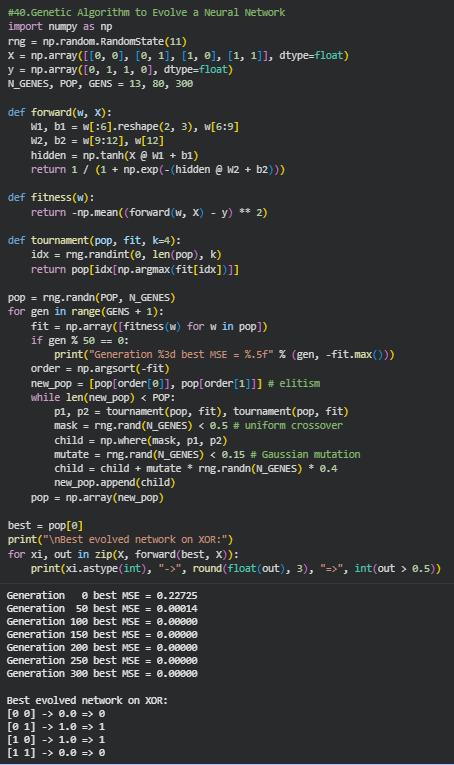 #40.Genetic Algorithm to Evolve a Neural Network
import numpy as np
rng = np.random.RandomState(11)
X = np.array([[0, 0], [0, 1], [1, 0], [1, 1]], dtype=float)
y = np.array([0, 1, 1, 0], dtype=float)
N_GENES, POP, GENS = 13, 80, 300

def forward(w, X):
    W1, b1 = w[:6].reshape(2, 3), w[6:9]
    W2, b2 = w[9:12], w[12]
    hidden = np.tanh(X @ W1 + b1)
    return 1 / (1 + np.exp(-(hidden @ W2 + b2)))

def fitness(w):
    return -np.mean((forward(w, X) - y) ** 2)

def tournament(pop, fit, k=4):
    idx = rng.randint(0, len(pop), k)
    return pop[idx[np.argmax(fit[idx])]]

pop = rng.randn(POP, N_GENES)
for gen in range(GENS + 1):
    fit = np.array([fitness(w) for w in pop])
    if gen % 50 == 0:
        print("Generation %3d best MSE = %.5f" % (gen, -fit.max()))
    order = np.argsort(-fit)
    new_pop = [pop[order[0]], pop[order[1]]] # elitism
    while len(new_pop) < POP:
        p1, p2 = tournament(pop, fit), tournament(pop, fit)
        mask = rng.rand(N_GENES) < 0.5 # uniform crossover
        child = np.where(mask, p1, p2)
        mutate = rng.rand(N_GENES) < 0.15 # Gaussian mutation
        child = child + mutate * rng.randn(N_GENES) * 0.4
        new_pop.append(child)
    pop = np.array(new_pop)

best = pop[0]
print("\nBest evolved network on XOR:")
for xi, out in zip(X, forward(best, X)):
    print(xi.astype(int), "->", round(float(out), 3), "=>", int(out > 0.5))

Generation   0 best MSE = 0.22725
Generation  50 best MSE = 0.00014
Generation 100 best MSE = 0.00000
Generation 150 best MSE = 0.00000
Generation 200 best MSE = 0.00000
Generation 250 best MSE = 0.00000
Generation 300 best MSE = 0.00000

Best evolved network on XOR:
[0 0] -> 0.0 => 0
[0 1] -> 1.0 => 1
[1 0] -> 1.0 => 1
[1 1] -> 0.0 => 0